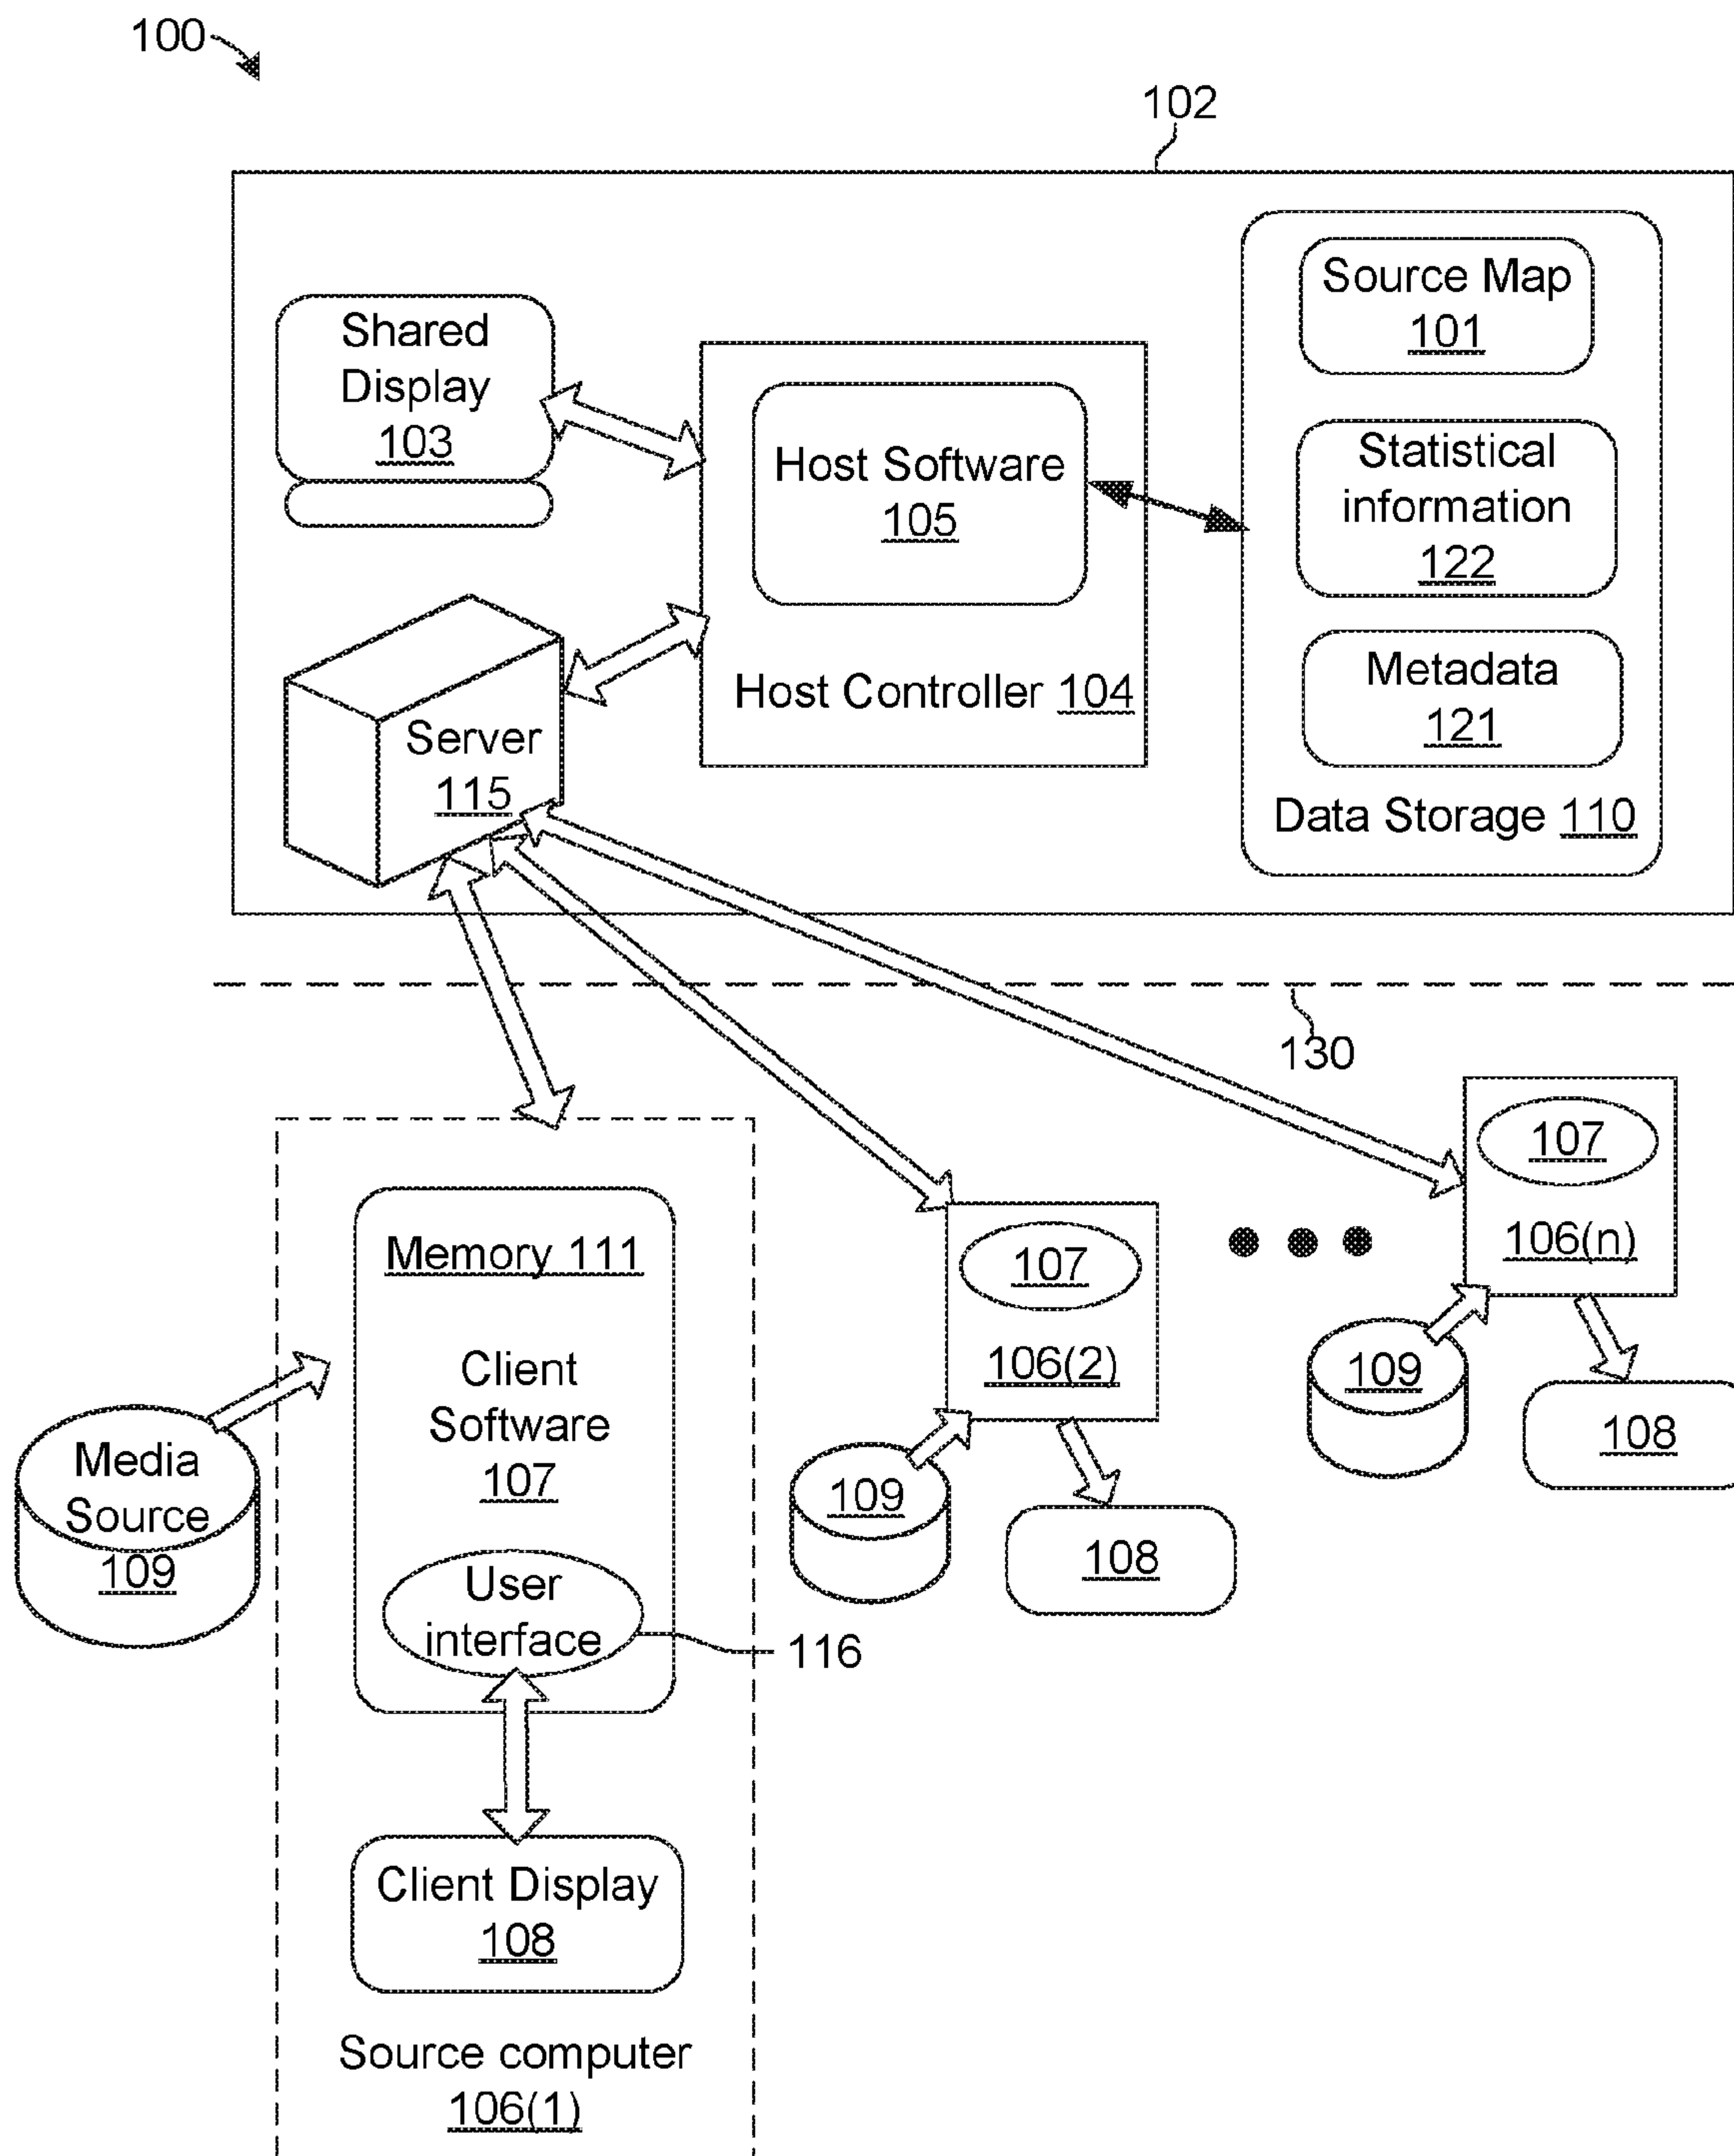 100
102
Shared
Display
103
Host Software
105
Host Controller 104
Source Map
101
Statistical
information
122
Metadata
121
Data Storage 110
Server
115
130
Memory 111
Client
Software
107
User
interface
116
Media
Source
109
Client Display
108
Source computer
106(1)
107
106(2)
109
108
107
106(n)
109
108